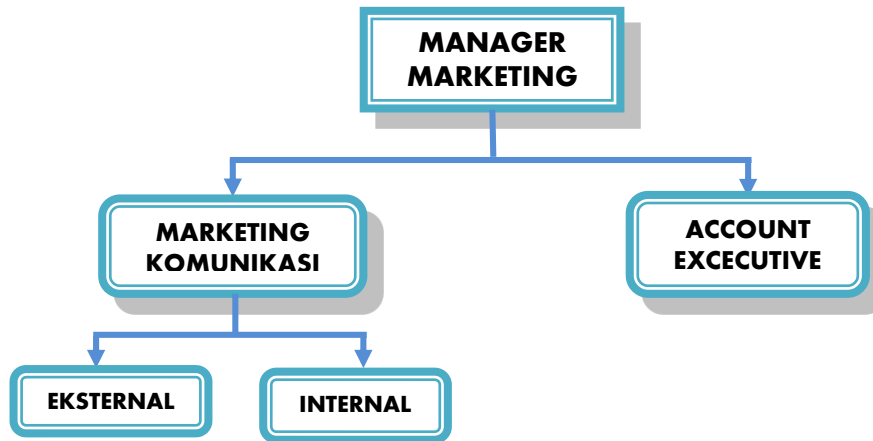 MANAGER
MARKETING
MARKETING
KOMUNIKASI
ACCOUNT
EXCECUTIVE
EKSTERNAL
INTERNAL